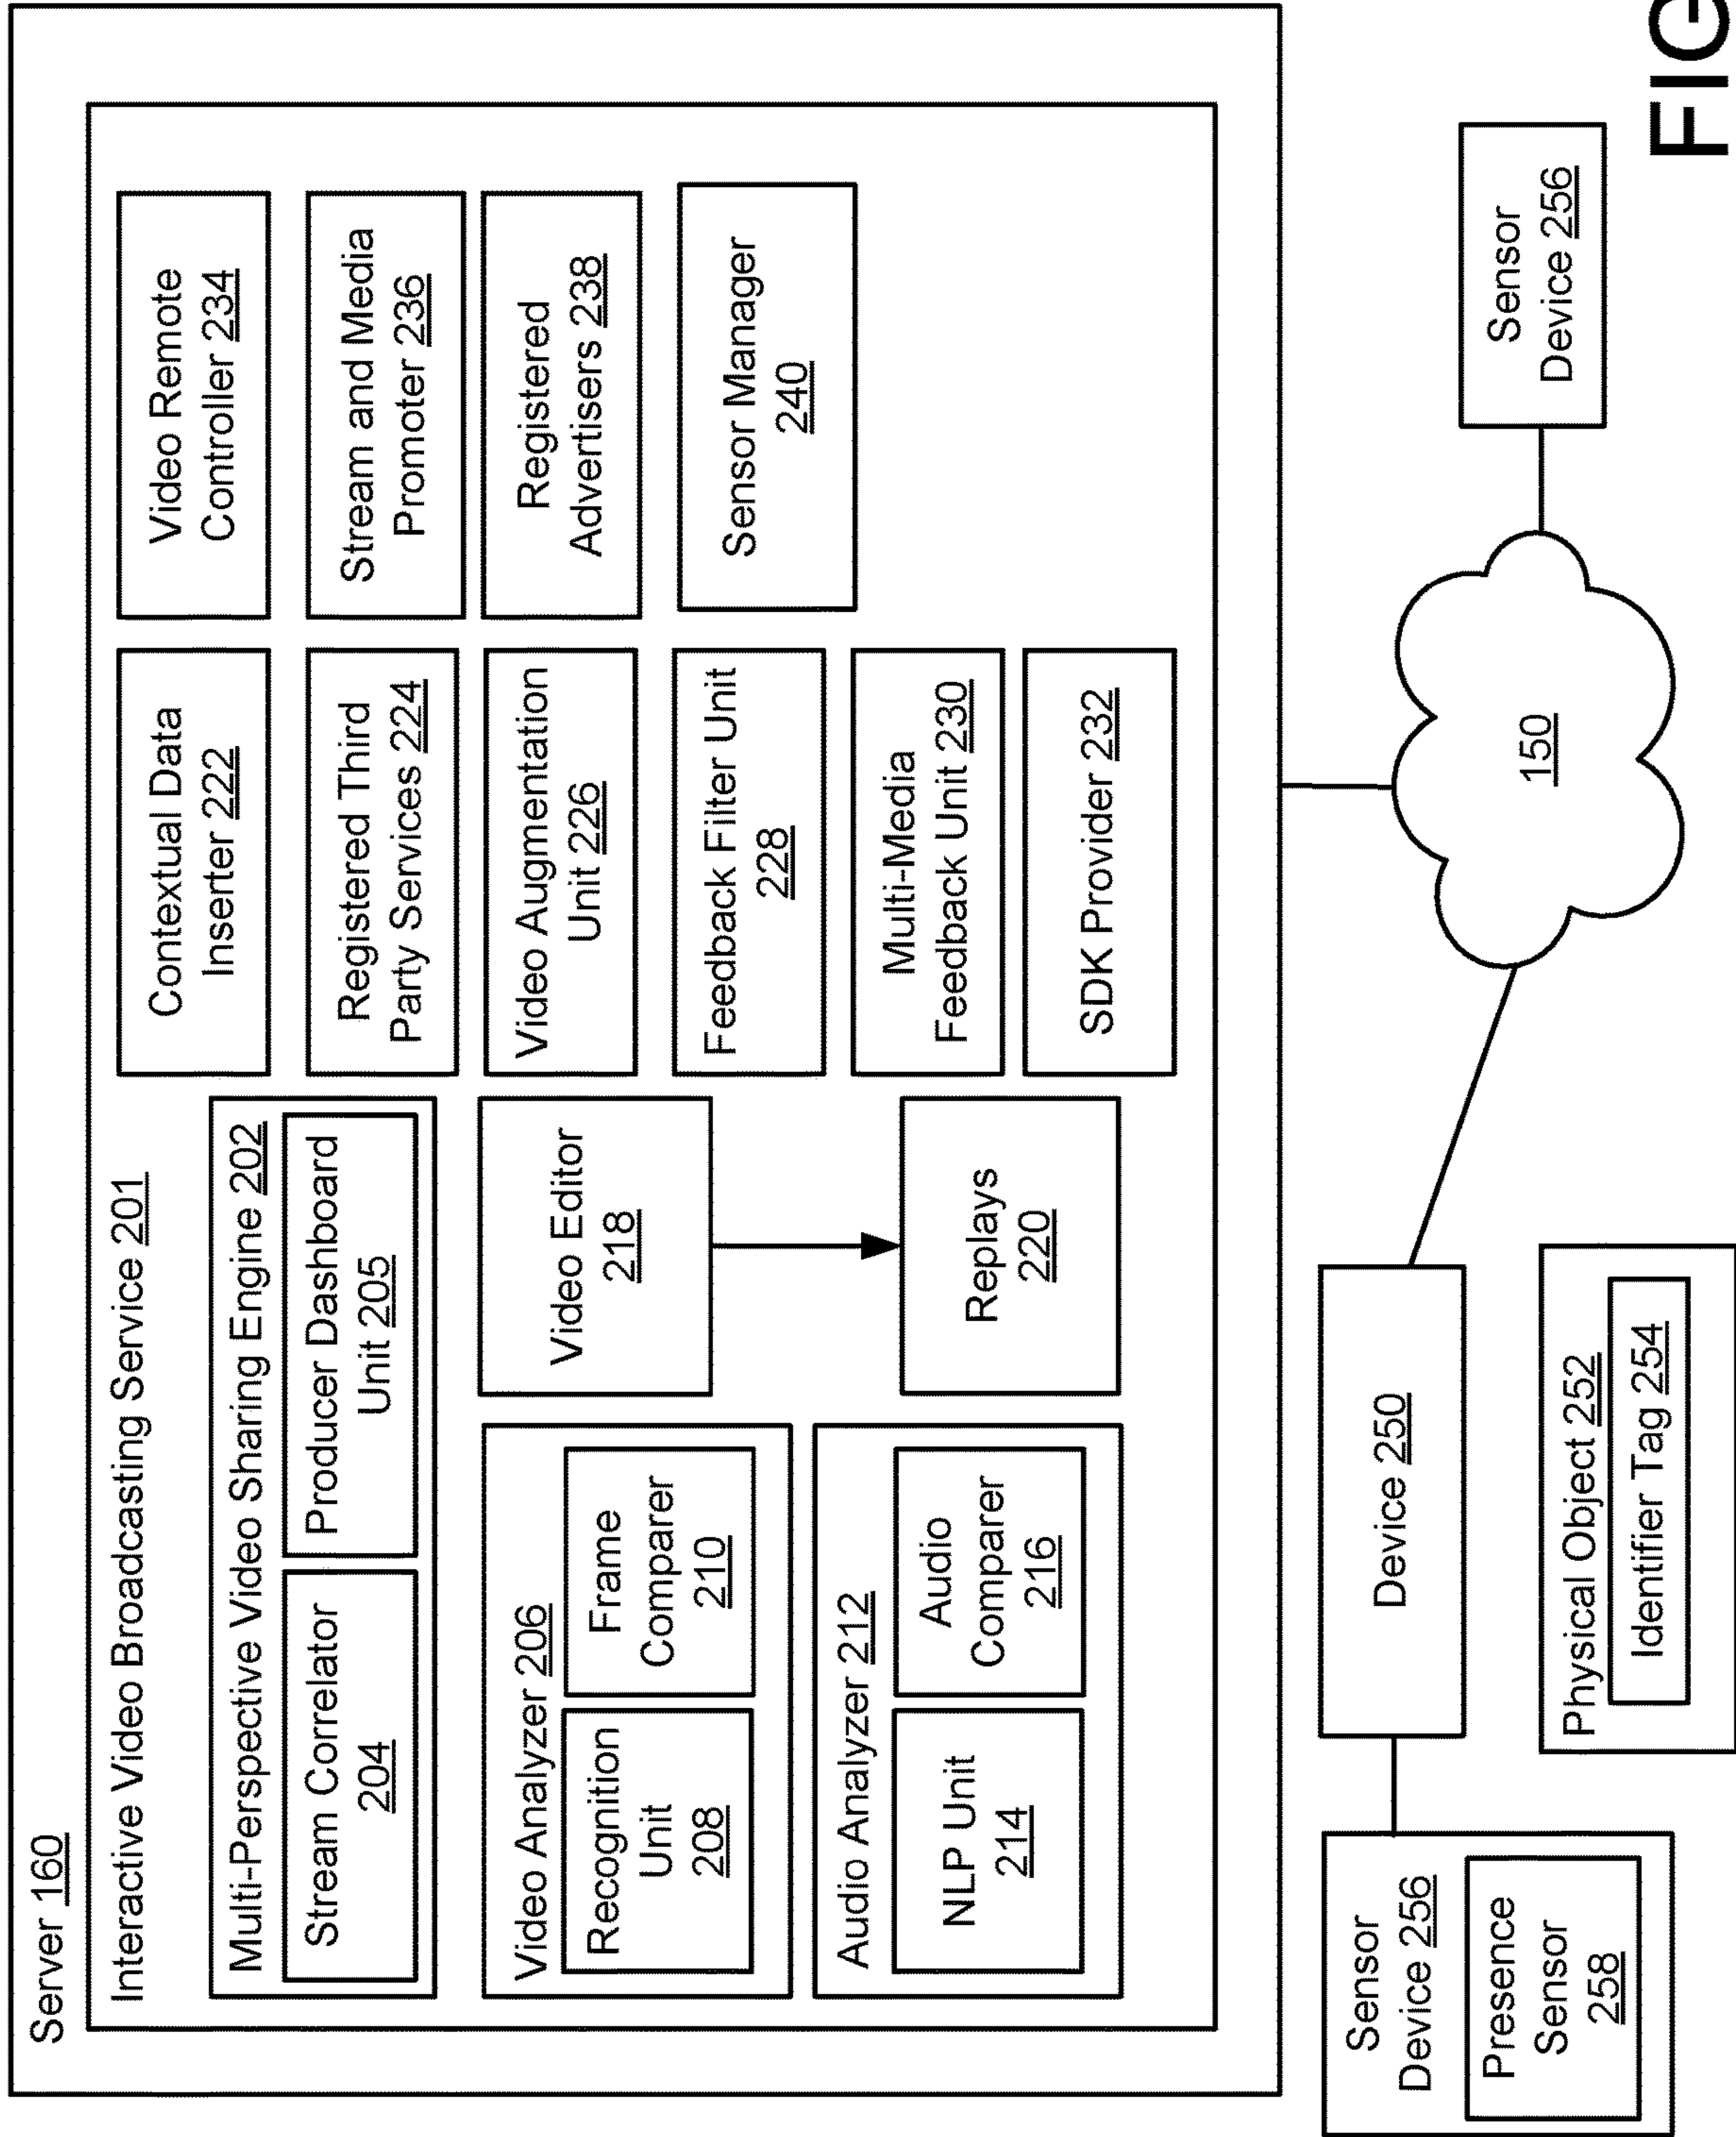 Server 160
Interactive Video Broadcasting Service 201
Multi-Perspective Video Sharing Engine 202
Stream Correlator
204
Producer Dashboard
Unit 205
Video Analyzer 206
Recognition
Unit
208
Frame
Comparer
210
Audio Analyzer 212
NLP Unit
214
Audio
Comparer
216
Video Editor
218
Replays
220
Contextual Data
Inserter 222
Registered Third
Party Services 224
Video Augmentation
Unit 226
Feedback Filter Unit
228
Multi-Media
Feedback Unit 230
SDK Provider 232
Video Remote
Controller 234
Stream and Media
Promoter 236
Registered
Advertisers 238
Sensor Manager
240
Sensor
Device 256
Presence
Sensor
258
Device 250
Physical Object 252
Identifier Tag 254
150
Sensor
Device 256
FIG